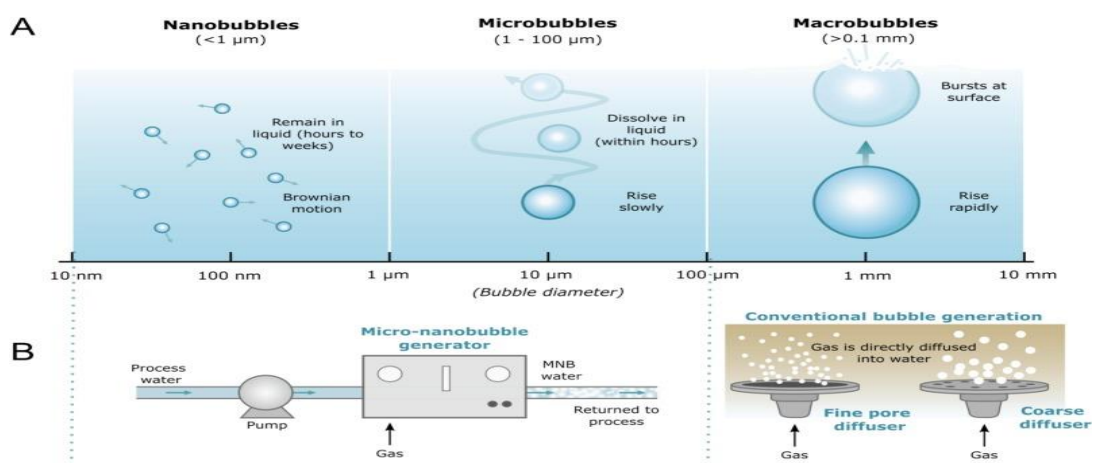 A
Nanobubbles
(<1 µm)
Microbubbles
(1 - 100 µm)
Macrobubbles
(>0.1 mm)
Remain in
liquid (hours to
weeks)
Brownian
motion
Dissolve in
liquid
(within hours)
Rise
slowly
Bursts at
surface
Rise
rapidly
10 nm
100 nm
1 µm
10 µm
100 µm
1 mm
10 mm
(Bubble diameter)
B
Micro-nanobubble
generator
Process
water
Pump
Gas
MNB
water
Returned to
process
Conventional bubble generation
Gas is directly diffused
into water
Fine pore
diffuser
Coarse
diffuser
Gas
Gas